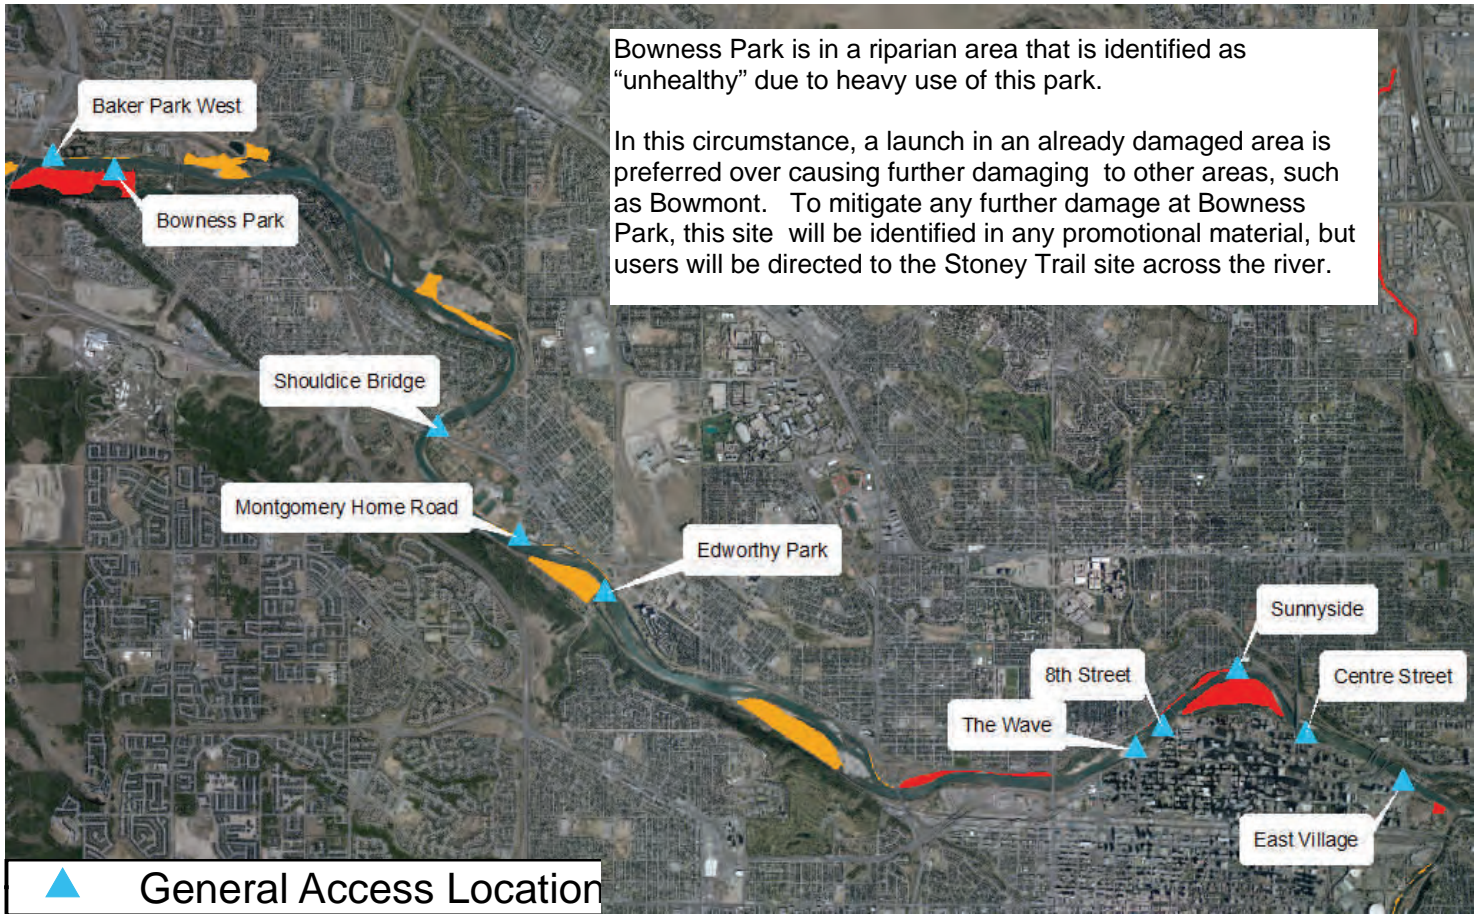 Bowness Park is in a riparian area that is identified as
“unhealthy” due to heavy use of this park.
In this circumstance, a launch in an already damaged area is
preferred over causing further damaging to other areas, such
as Bowmont. To mitigate any further damage at Bowness
Park, this site will be identified in any promotional material, but
users will be directed to the Stoney Trail site across the river.
Baker Park West
Bowness Park
Shouldice Bridge
Montgomery Home Road
Edworthy Park
Sunnyside
8th Street
Centre Street
The Wave
East Village
General Access Location